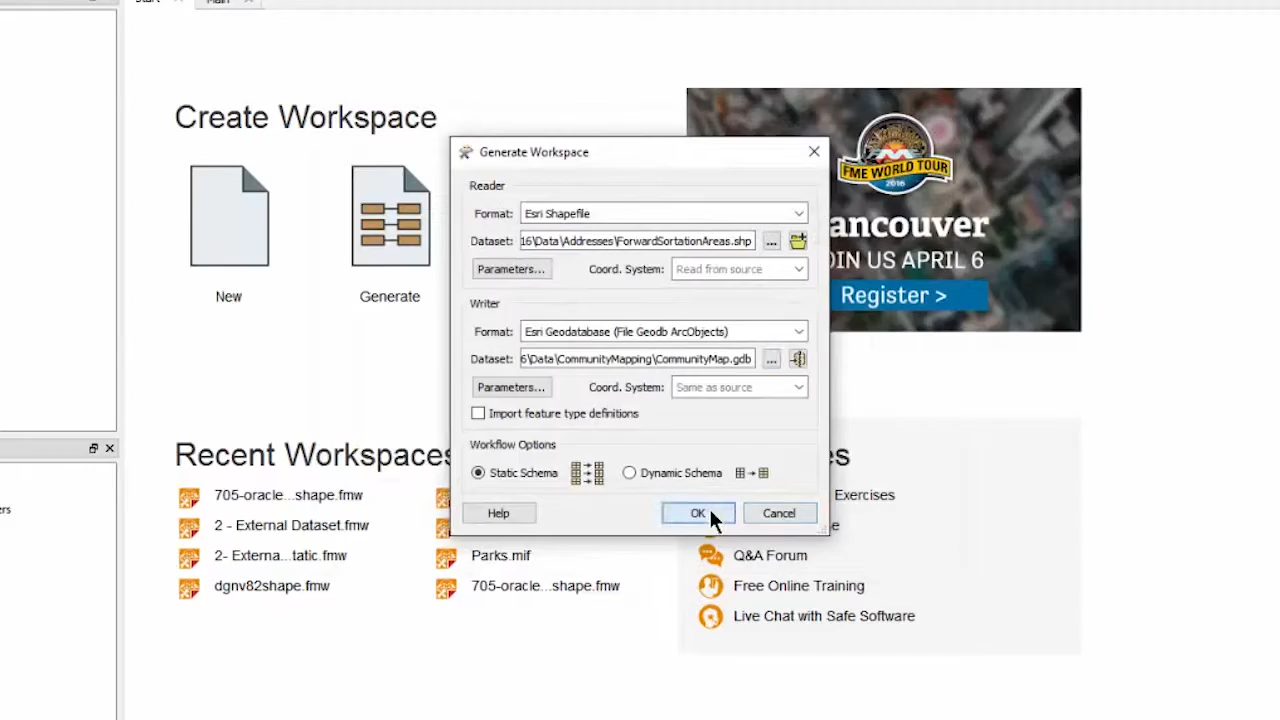 Start
Main
Create Workspace
New
Generate
FME WORLD TOUR
2016
ancouver
OIN US APRIL 6
Register >
Generate Workspace
Reader
Format: Esri Shapefile
Dataset: 16\Data\Addresses\ForwardSortationAreas.shp ...
Parameters... Coord. System: Read from source
Writer
Format: Esri Geodatabase (File Geodb ArcObjects)
Dataset: 6\Data\CommunityMapping\CommunityMap.gdb ...
Parameters... Coord. System: Same as source
Import feature type definitions
Workflow Options
Static Schema Dynamic Schema
Help OK Cancel
Recent Workspaces
705-oracle...shape.fmw
2 - External Dataset.fmw
2- Externa...tatic.fmw
dgnv82shape.fmw
Parks.mif
705-oracle...shape.fmw
es
Exercises
e
Q&A Forum
Free Online Training
Live Chat with Safe Software
ers